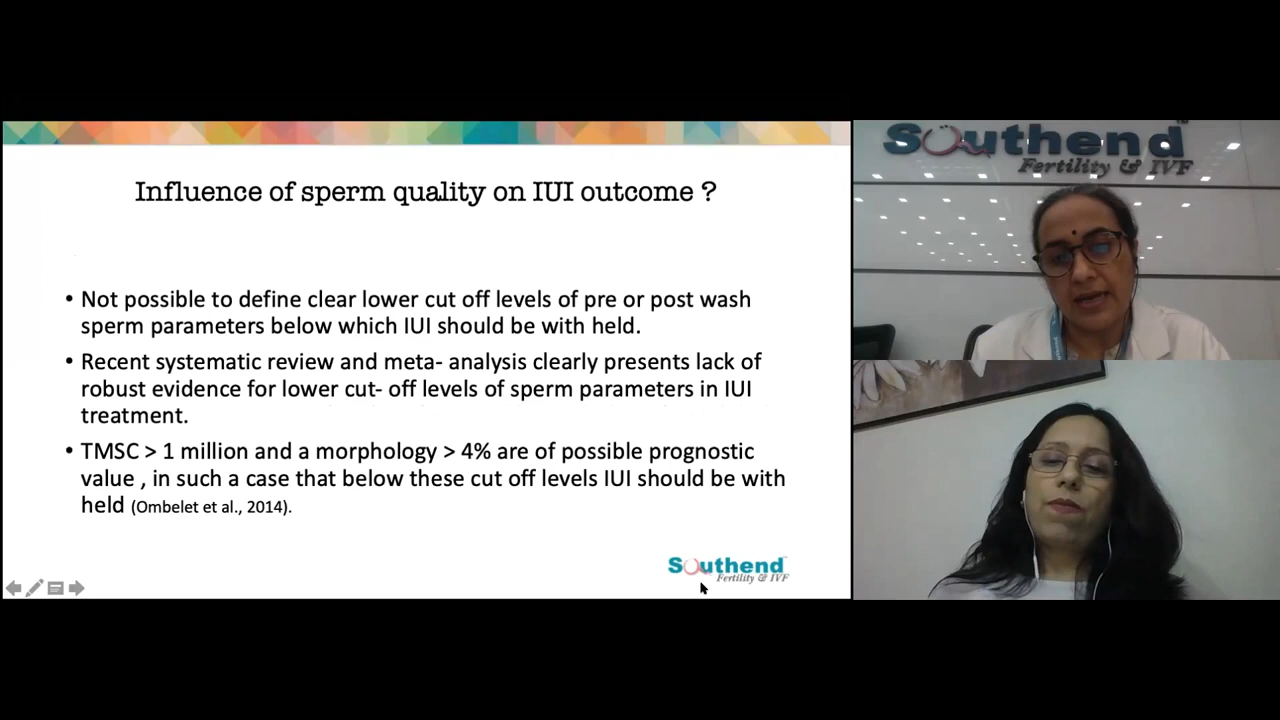 Influence of sperm quality on IUI outcome ?
• Not possible to define clear lower cut off levels of pre or post wash
sperm parameters below which IUI should be with held.
• Recent systematic review and meta- analysis clearly presents lack of
robust evidence for lower cut- off levels of sperm parameters in IUI
treatment.
• TMSC > 1 million and a morphology > 4% are of possible prognostic
value , in such a case that below these cut off levels IUI should be with
held (Ombelet et al., 2014).
Southend
Fertility & IVF
Southend
Fertility & IVF